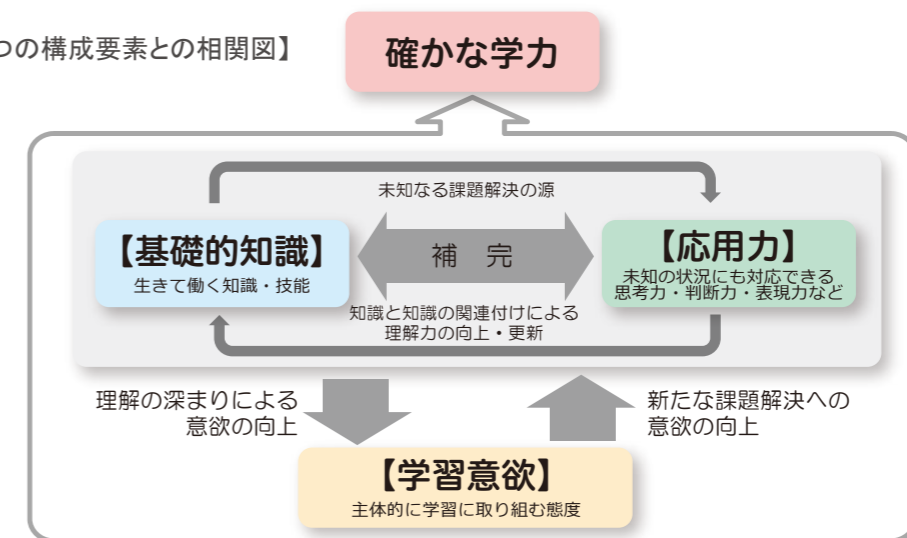 つの構成要素との相関図】
確かな学力
未知なる課題解決の源
【基礎的知識】
生きて働く知識・技能
補 完
【応用力】
未知の状況にも対応できる
思考力・判断力・表現力など
知識と知識の関連付けによる
理解力の向上・更新
理解の深まりによる
意欲の向上
新たな課題解決への
意欲の向上
【学習意欲】
主体的に学習に取り組む態度